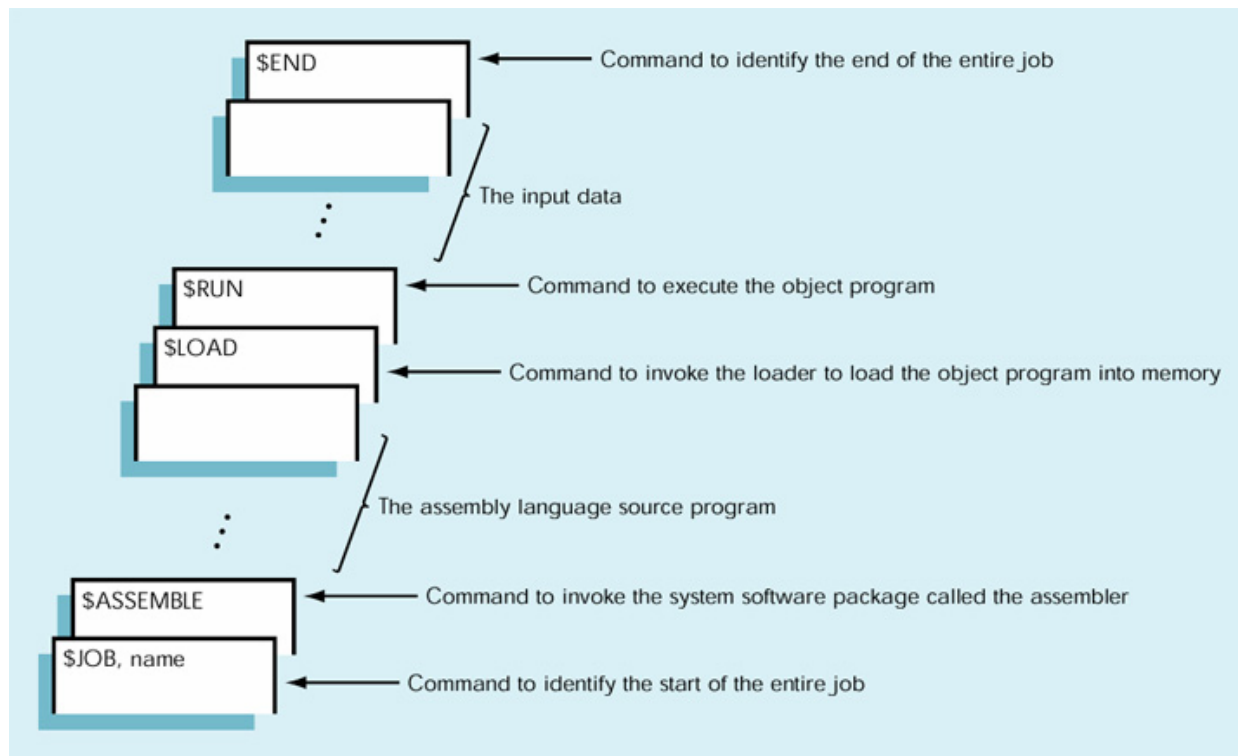 $END
Command to identify the end of the entire job
The input data
$RUN
Command to execute the object program
$LOAD
Command to invoke the loader to load the object program into memory
The assembly language source program
$ASSEMBLE
Command to invoke the system software package called the assembler
$JOB, name
Command to identify the start of the entire job